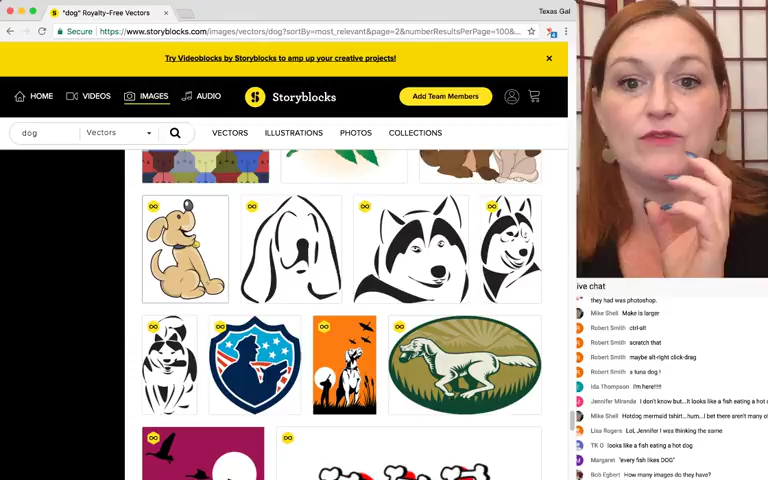 "dog" Royalty-Free Vectors
Texas Gal
Secure
https://www.storyblocks.com/images/vectors/dog?sortBy=most_relevant&page=2&numberResultsPerPage=100&...
Try Videoblocks by Storyblocks to amp up your creative projects!
HOME
VIDEOS
IMAGES
AUDIO
Storyblocks
Add Team Members
dog
Vectors
VECTORS
ILLUSTRATIONS
PHOTOS
COLLECTIONS
ive chat
they had was photoshop.
Mike Shell Make is larger
Robert Smith ctrl-alt
Robert Smith scratch that
Robert Smith maybe alt-right click-drag
Robert Smith a tuna dog !
Ida Thompson I'm here!!!!!
Jennifer Miranda I don't know but...It looks like a fish eating a hot d
Mike Shell Hotdog mermaid tshirt...hum...I bet there aren't many of
Lisa Rogers Lol, Jennifer I was thinking the same
TK O looks like a fish eating a hot dog
Margaret "every fish likes DOG"
Bob Egbert How many images do they have?